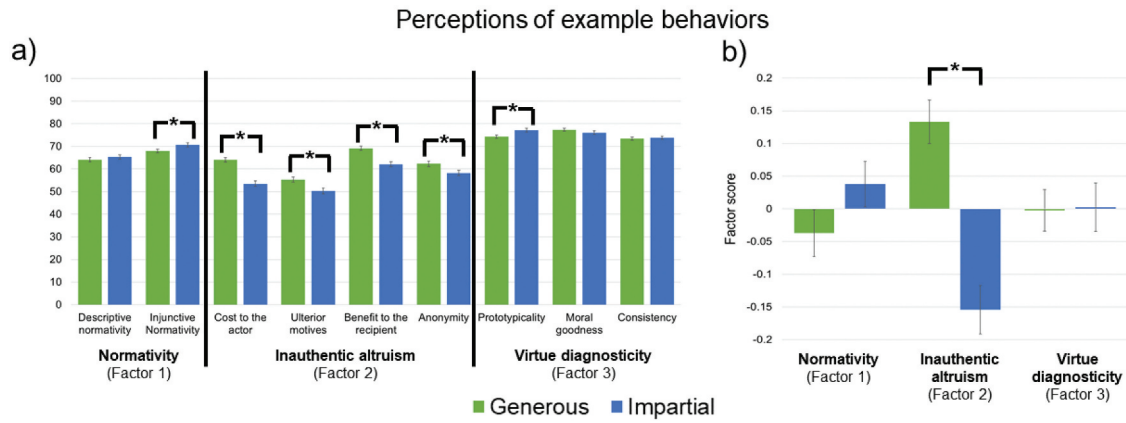 Perceptions of example behaviors
a)
100
90
80
70
60
50
40
30
20
10
0
*
*
*
*
*
*
Descriptive normativity
Injunctive Normativity
Cost to the actor
Ulterior motives
Benefit to the recipient
Anonymity
Prototypicality
Moral goodness
Consistency
Normativity
(Factor 1)
Inauthentic altruism
(Factor 2)
Virtue diagnosticity
(Factor 3)
b)
Factor score
0.2
0.15
0.1
0.05
0
-0.05
-0.1
-0.15
-0.2
*
Normativity
(Factor 1)
Inauthentic
altruism
(Factor 2)
Virtue
diagnosticity
(Factor 3)
Generous
Impartial